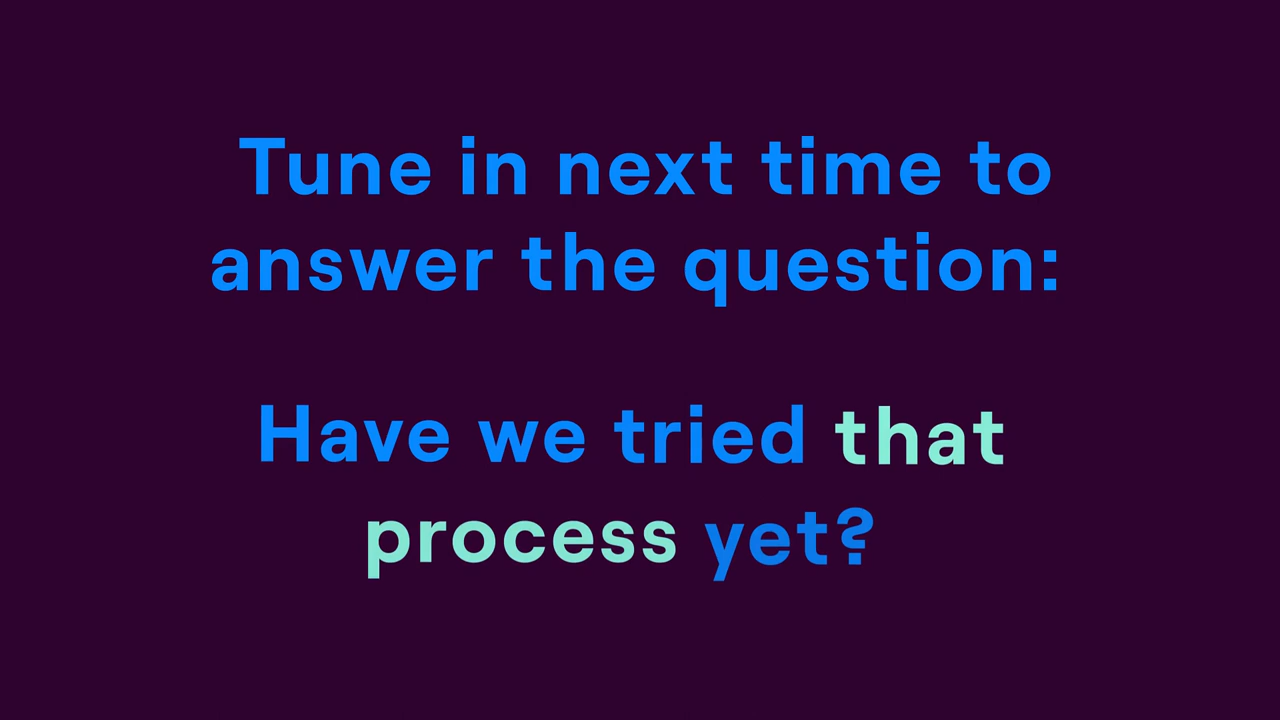 Tune in next time to
answer the question:
Have we tried that
process yet?